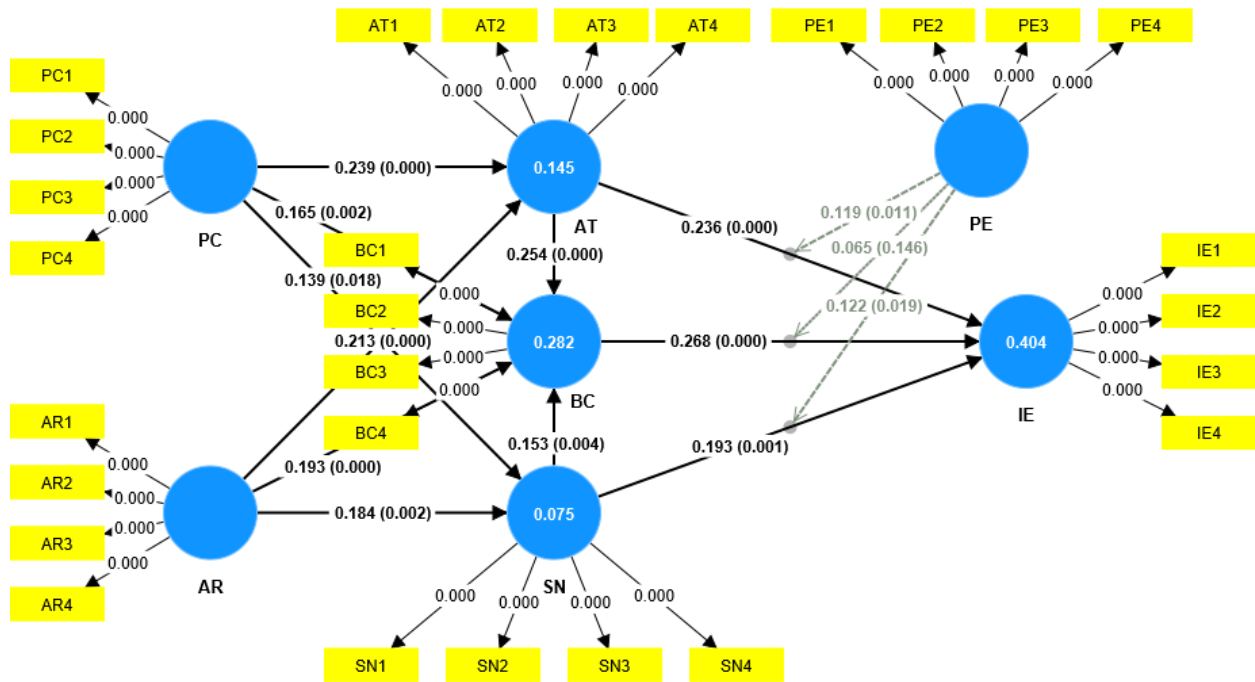 AT1 AT2 AT3 AT4 PE1 PE2 PE3 PE4
0.000 0.000 0.000 0.000 0.000 0.000 0.000 0.000
PC1
PC2
PC3
PC4
0.000
0.000
0.000
0.000
PC
0.239 (0.000)
0.165 (0.002)
0.139 (0.018)
0.145
AT
0.254 (0.000)
0.236 (0.000)
PE
0.119 (0.011)
0.065 (0.146)
0.122 (0.019)
BC1
BC2
BC3
BC4
0.000
0.000
0.000
0.000
0.213 (0.000)
0.282
BC
0.268 (0.000)
0.404
IE
IE1
IE2
IE3
IE4
0.000
0.000
0.000
0.000
AR1
AR2
AR3
AR4
0.000
0.000
0.000
0.000
AR
0.193 (0.000)
0.184 (0.002)
0.153 (0.004)
0.193 (0.001)
0.075
SN
0.000 0.000 0.000 0.000
SN1 SN2 SN3 SN4